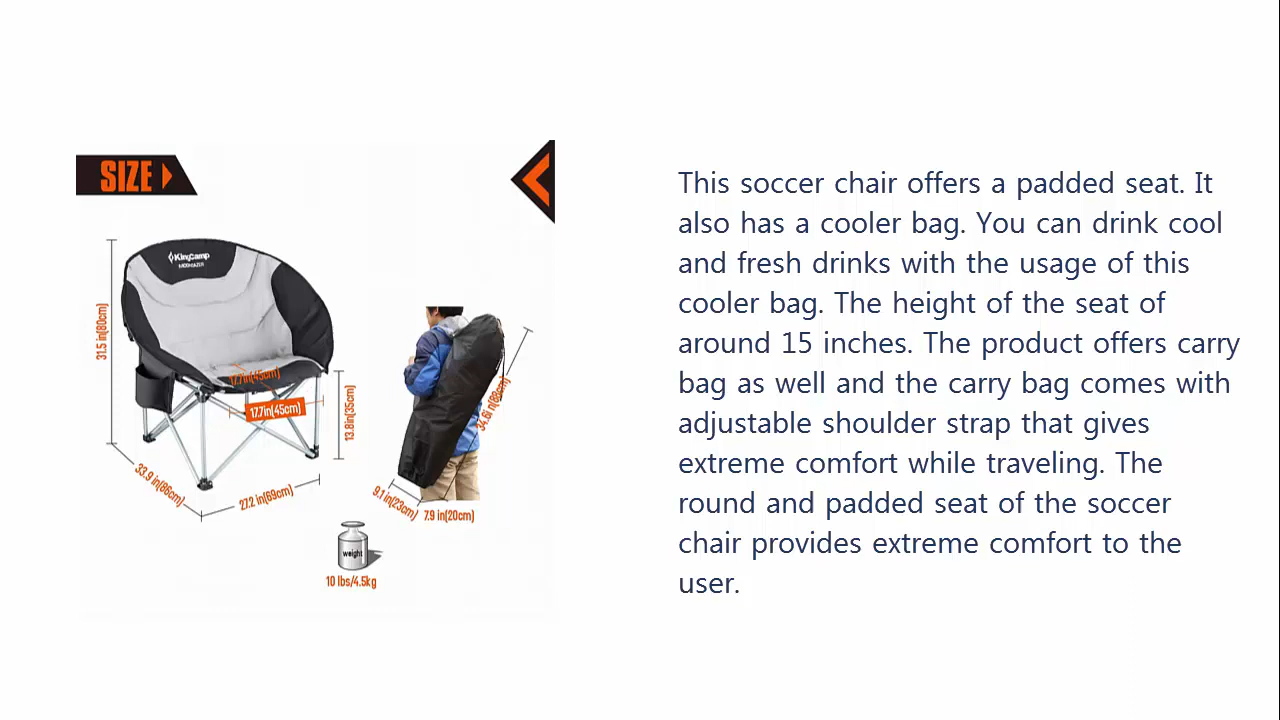 SIZE
KingCamp
31.5 in(80cm)
17.7in(45cm)
17.7in(45cm)
13.8in(35cm)
33.9 in(86cm)
27.2 in(69cm)
9.1 in(23cm)
7.9 in(20cm)
weight
10 lbs/4.5kg
This soccer chair offers a padded seat. It
also has a cooler bag. You can drink cool
and fresh drinks with the usage of this
cooler bag. The height of the seat of
around 15 inches. The product offers carry
bag as well and the carry bag comes with
adjustable shoulder strap that gives
extreme comfort while traveling. The
round and padded seat of the soccer
chair provides extreme comfort to the
user.